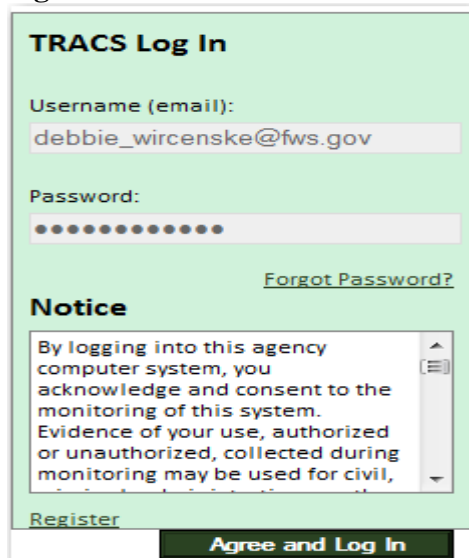 TRACS Log In
Username (email):
debbie_wircenske@fws.gov
Password:
●●●●●●●●●●●●
Forgot Password?
Notice
By logging into this agency
computer system, you
acknowledge and consent to the
monitoring of this system.
Evidence of your use, authorized
or unauthorized, collected during
monitoring may be used for civil,
Register
Agree and Log In